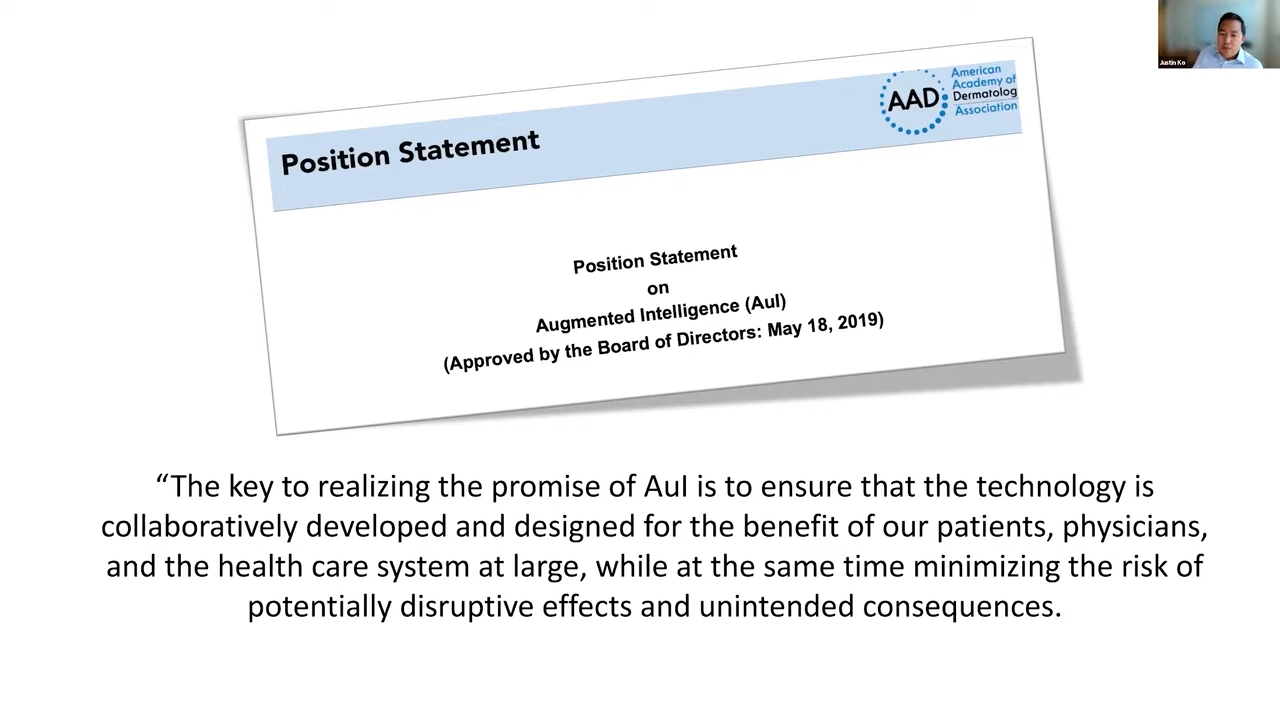 Justin Ko
AAD
American
Academy of
Dermatolog
Association
Position Statement
Position Statement
on
Augmented Intelligence (AuI)
(Approved by the Board of Directors: May 18, 2019)
“The key to realizing the promise of AuI is to ensure that the technology is
collaboratively developed and designed for the benefit of our patients, physicians,
and the health care system at large, while at the same time minimizing the risk of
potentially disruptive effects and unintended consequences.